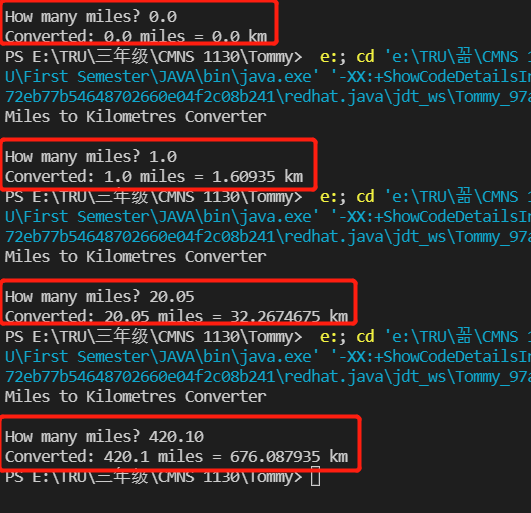 How many miles? 0.0
Converted: 0.0 miles = 0.0 km
PS E:\TRU\三年级\CMNS 1130\Tommy>  e:; cd 'e:\TRU\꼶\CMNS 1
U\First Semester\JAVA\bin\java.exe' '-XX:+ShowCodeDetailsIn
72eb77b54648702660e04f2c08b241\redhat.java\jdt_ws\Tommy_97a
Miles to Kilometres Converter
How many miles? 1.0
Converted: 1.0 miles = 1.60935 km
PS E:\TRU\三年级\CMNS 1130\Tommy>  e:; cd 'e:\TRU\꼶\CMNS 1
U\First Semester\JAVA\bin\java.exe' '-XX:+ShowCodeDetailsIn
72eb77b54648702660e04f2c08b241\redhat.java\jdt_ws\Tommy_97a
Miles to Kilometres Converter
How many miles? 20.05
Converted: 20.05 miles = 32.2674675 km
PS E:\TRU\三年级\CMNS 1130\Tommy>  e:; cd 'e:\TRU\꼶\CMNS 1
U\First Semester\JAVA\bin\java.exe' '-XX:+ShowCodeDetailsIn
72eb77b54648702660e04f2c08b241\redhat.java\jdt_ws\Tommy_97a
Miles to Kilometres Converter
How many miles? 420.10
Converted: 420.1 miles = 676.087935 km
PS E:\TRU\三年级\CMNS 1130\Tommy>